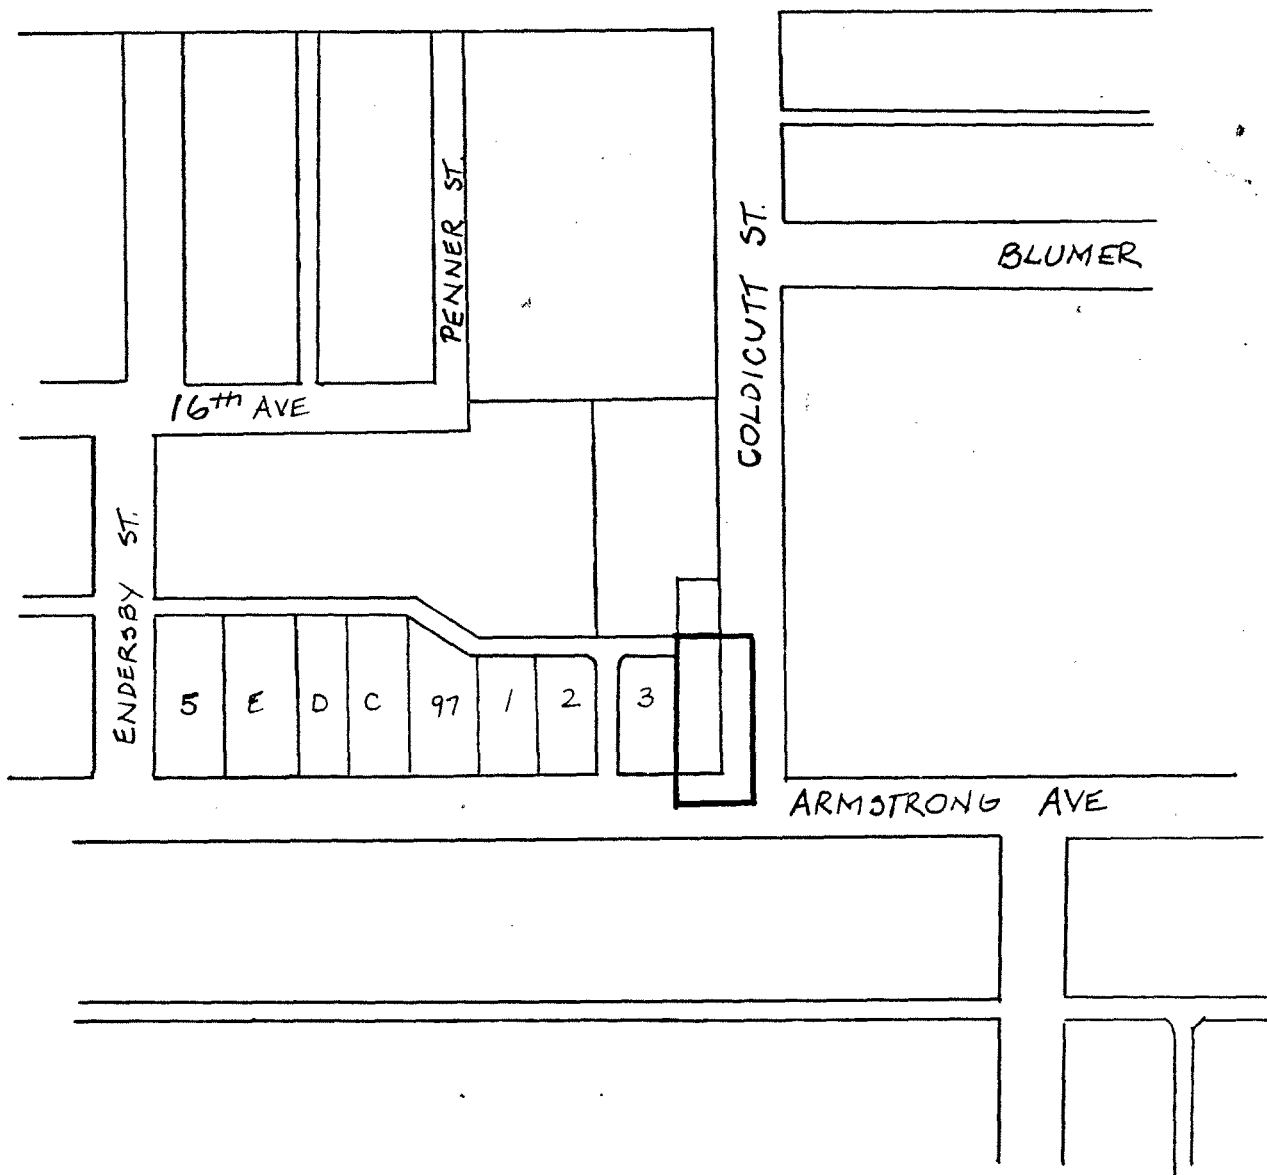 BLUMER
PENNER ST.
COLDICUTT ST.
16th AVE
ENDERSBY ST.
5 E D C 97 1 2 3
ARMSTRONG AVE